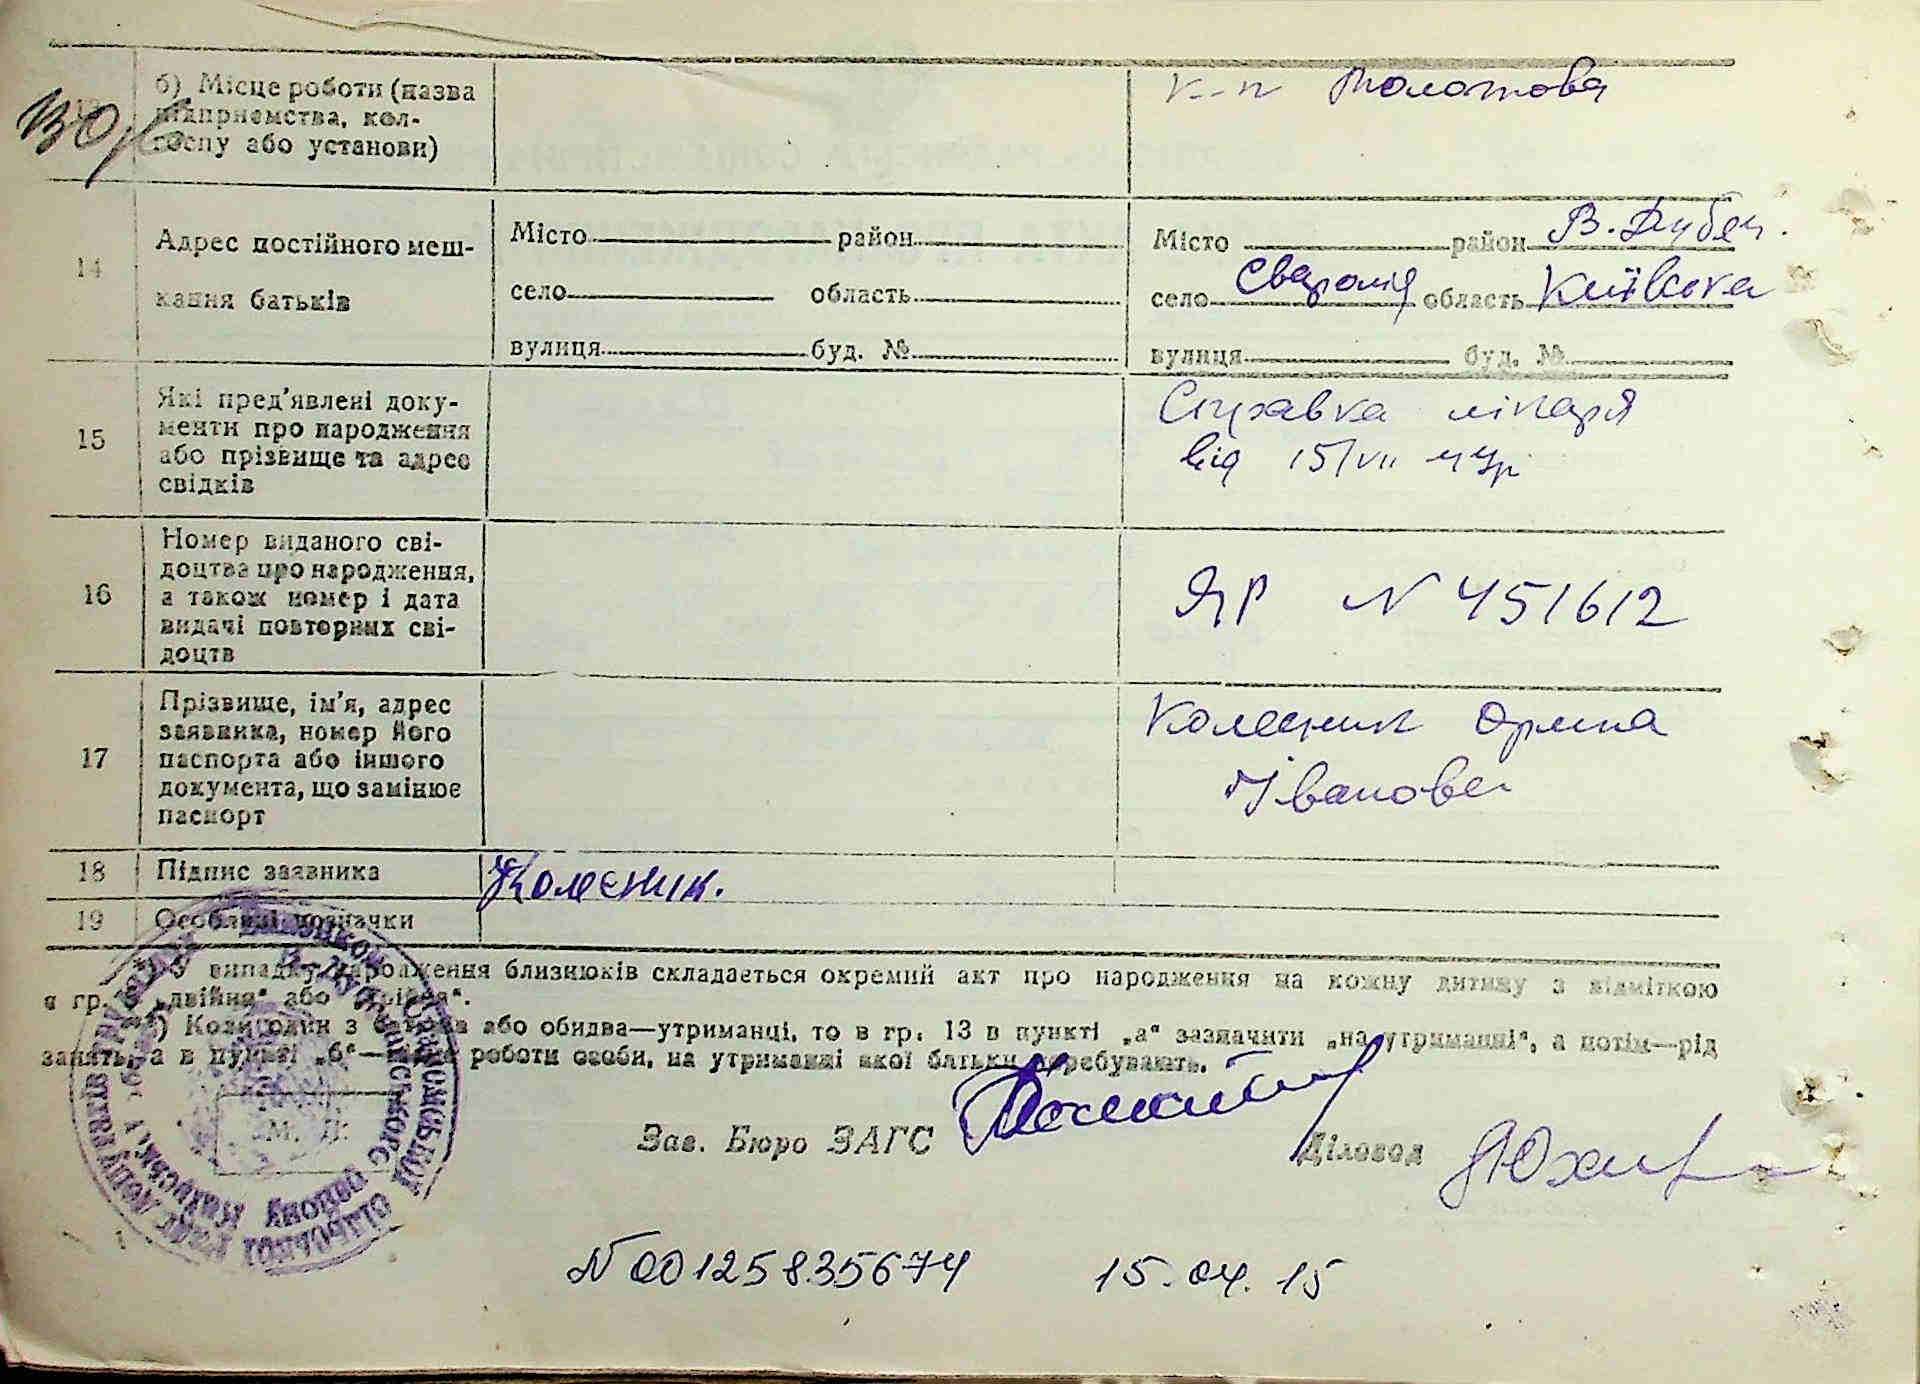 13
б) Місце роботи (назва
підприємства, кол-
госпу або установи)
к-п Молотова
14
Адрес постійного меш-
кання батьків
Місто район
село область
вулиця буд. №
Місто район В. Дубеч.
село Сваромя область Київська
вулиця буд. №
15
Які пред'явлені доку-
менти про народження
або прізвище та адрес
свідків
Справка лікаря
від 15/VII 44р
16
Номер виданого сві-
доцтва про народження,
а також номер і дата
видачі повторних сві-
доцтв
ЯР N 451612
17
Прізвище, ім'я, адрес
заявника, номер його
паспорта або іншого
документа, що замінює
паспорт
Колесник Орина
Івановна
18
Підпис заявника
Колєснік.
19
Особливі позначки
*) У випадку народження близнюків складається окремий акт про народження на кожну дитину з відміткою
в гр. „двійня“ або „трійня“.
**) Коли один з батьків або обидва—утриманці, то в гр. 13 в пункті „а“ зазначити „на утриманні“, а потім—рід
занять, а в пункті „б“—місце роботи особи, на утриманні якої батьки перебувають.
М. П.
Зав. Бюро ЗАГС
Діловод
N 00125835674 15.04.15